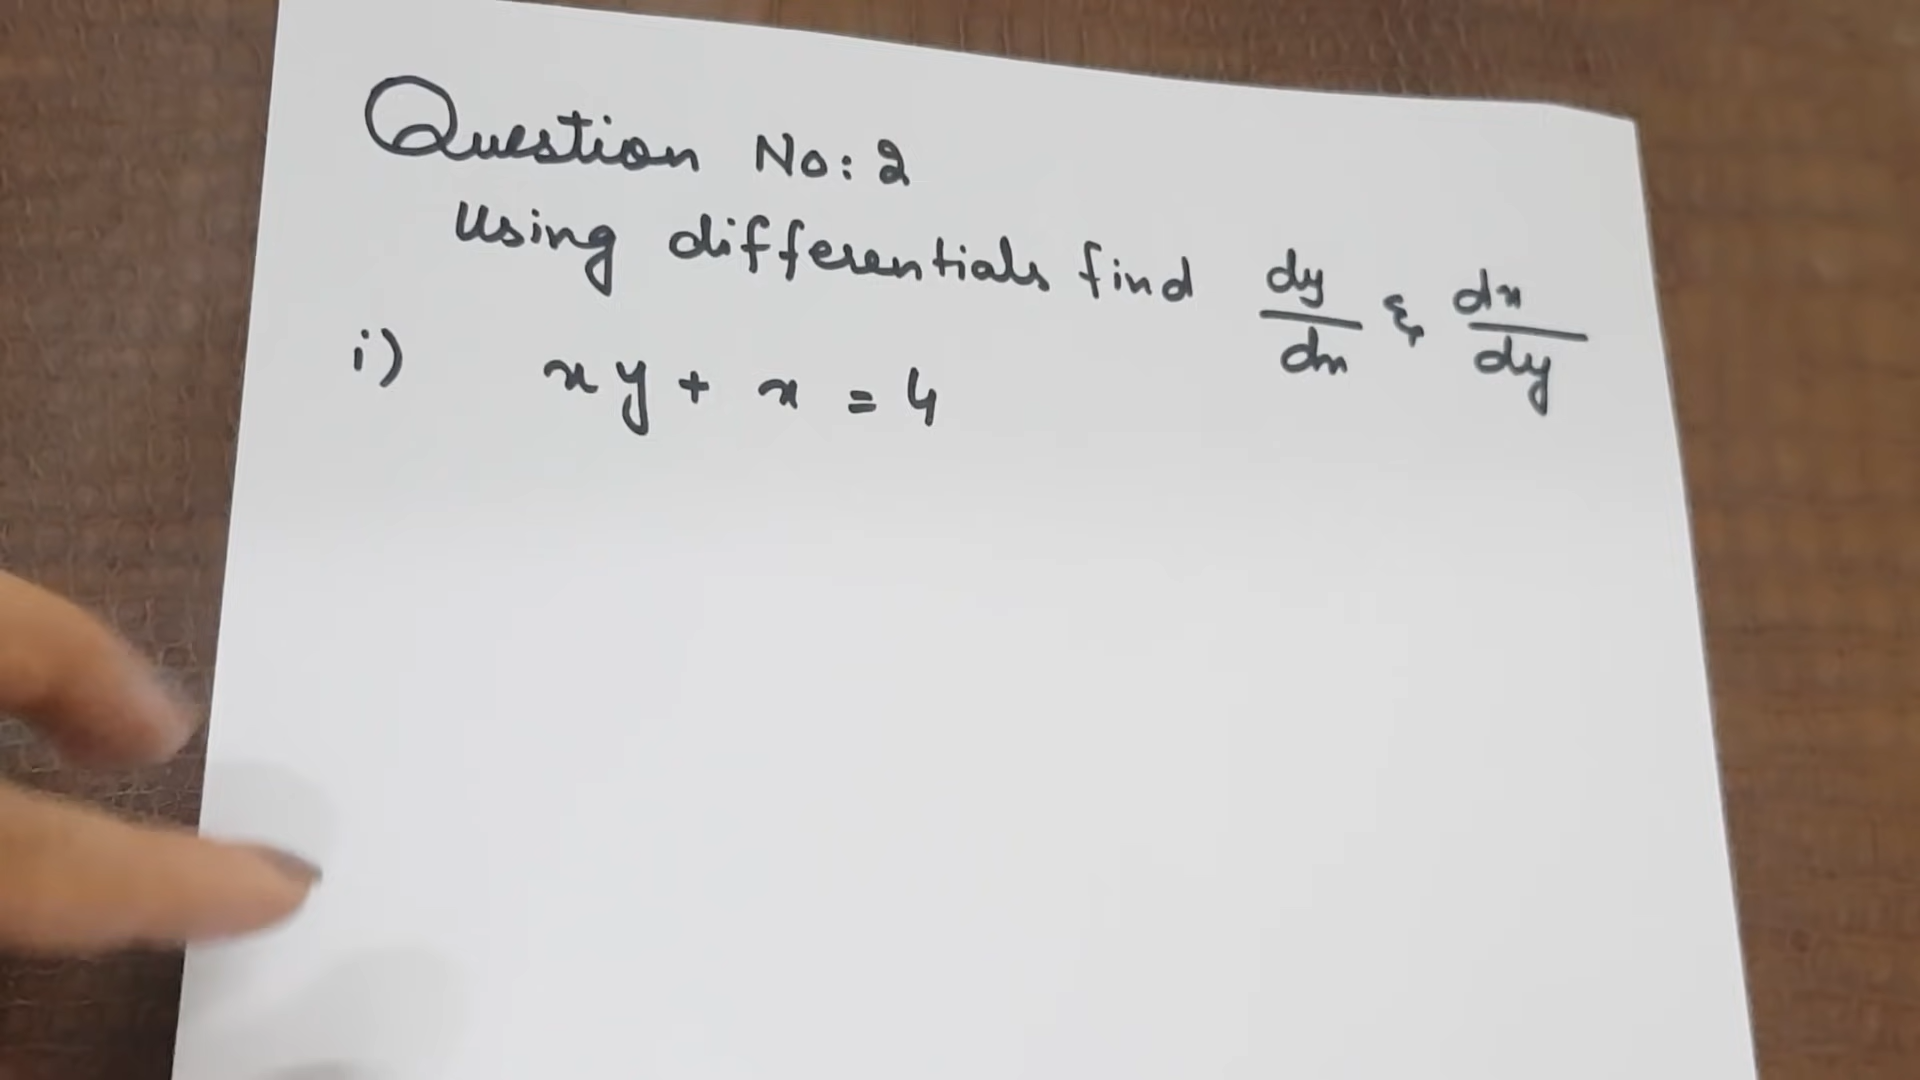 Question No: 2
Using differentials find dy/dx & dx/dy
i) xy + x = 4